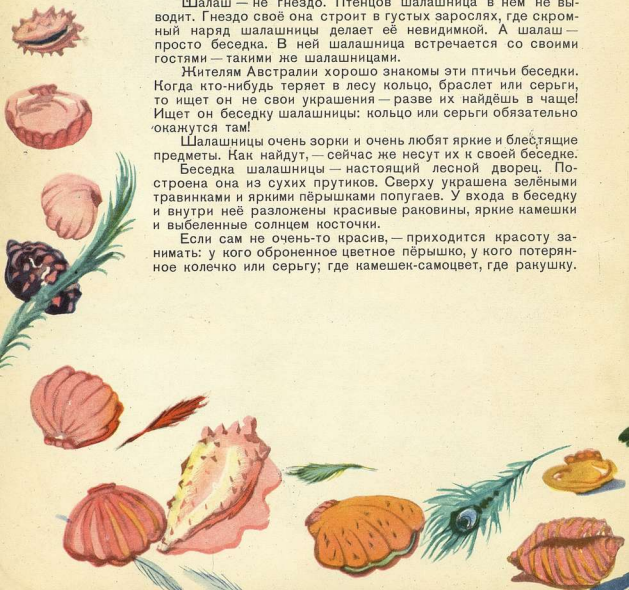 Шалаш — не гнездо. Птенцов шалашница в нём не вы-
водит. Гнездо своё она строит в густых зарослях, где скром-
ный наряд шалашницы делает её невидимкой. А шалаш —
просто беседка. В ней шалашница встречается со своими
гостями — такими же шалашницами.
Жителям Австралии хорошо знакомы эти птичьи беседки.
Когда кто-нибудь теряет в лесу кольцо, браслет или серьги,
то ищет он не свои украшения — разве их найдёшь в чаще!
Ищет он беседку шалашницы: кольцо или серьги обязательно
окажутся там!
Шалашницы очень зорки и очень любят яркие и блестящие
предметы. Как найдут, — сейчас же несут их к своей беседке.
Беседка шалашницы — настоящий лесной дворец. По-
строена она из сухих прутиков. Сверху украшена зелёными
травинками и яркими пёрышками попугаев. У входа в беседку
и внутри неё разложены красивые раковины, яркие камешки
и выбеленные солнцем косточки.
Если сам не очень-то красив, — приходится красоту за-
нимать: у кого оброненное цветное пёрышко, у кого потерян-
ное колечко или серьгу; где камешек-самоцвет, где ракушку.